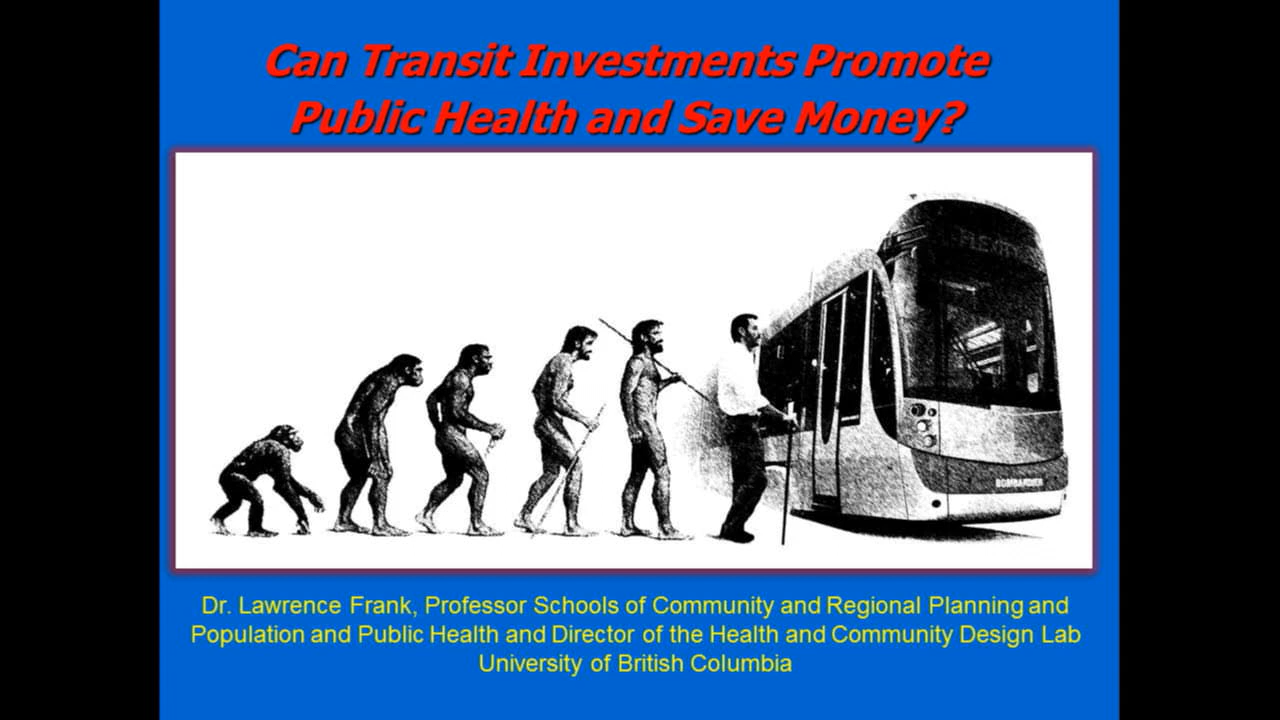 Can Transit Investments Promote
Public Health and Save Money?
FLEXITY
BOMBARDIER
Dr. Lawrence Frank, Professor Schools of Community and Regional Planning and
Population and Public Health and Director of the Health and Community Design Lab
University of British Columbia